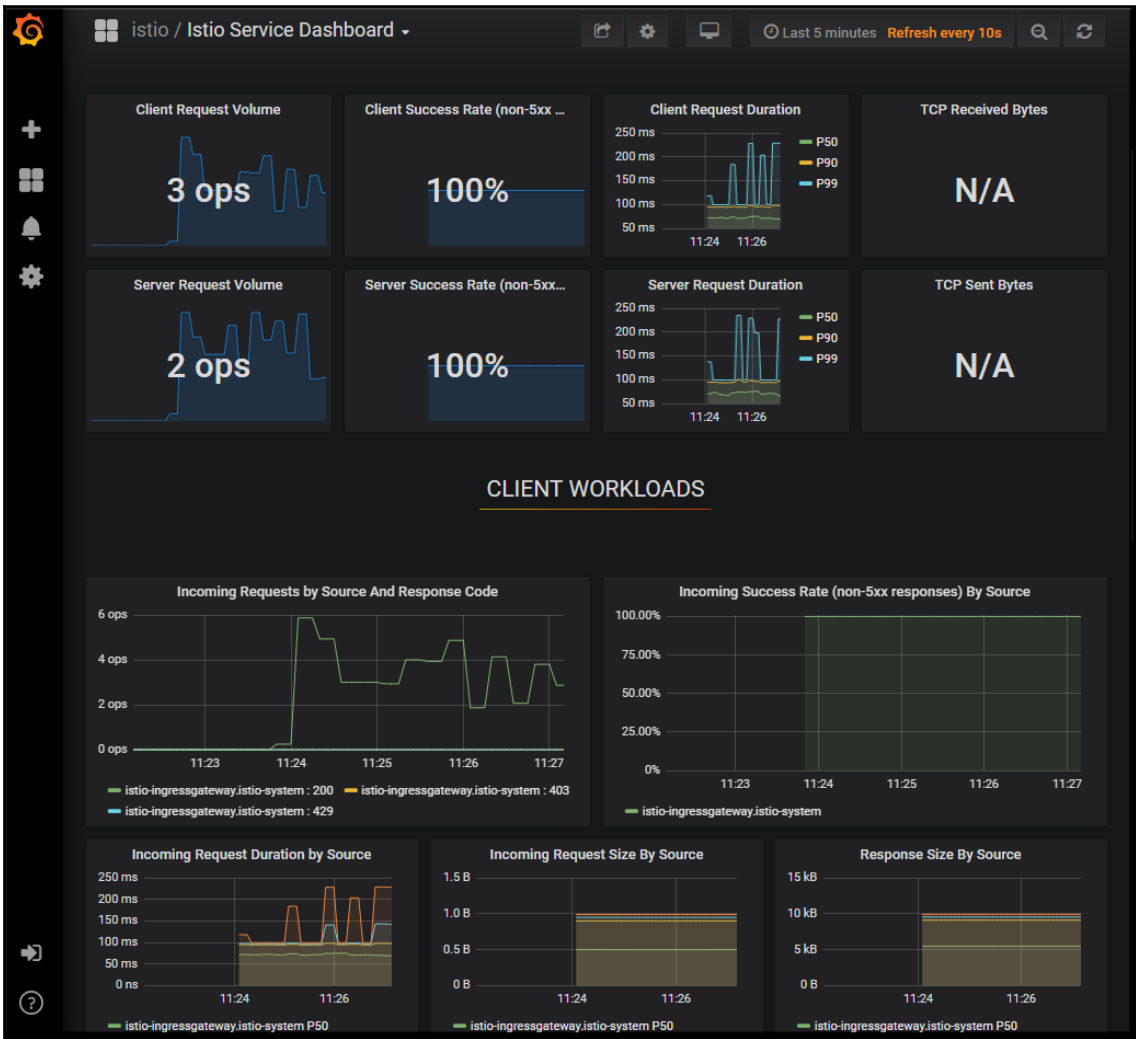 istio / Istio Service Dashboard
Last 5 minutes Refresh every 10s
Client Request Volume
3 ops
Client Success Rate (non-5xx ...
100%
Client Request Duration
250 ms
200 ms
150 ms
100 ms
50 ms
11:24 11:26
P50
P90
P99
TCP Received Bytes
N/A
Server Request Volume
2 ops
Server Success Rate (non-5xx...
100%
Server Request Duration
250 ms
200 ms
150 ms
100 ms
50 ms
11:24 11:26
P50
P90
P99
TCP Sent Bytes
N/A
CLIENT WORKLOADS
Incoming Requests by Source And Response Code
6 ops
4 ops
2 ops
0 ops
11:23 11:24 11:25 11:26 11:27
istio-ingressgateway.istio-system : 200 istio-ingressgateway.istio-system : 403
istio-ingressgateway.istio-system : 429
Incoming Success Rate (non-5xx responses) By Source
100.00%
75.00%
50.00%
25.00%
0%
11:23 11:24 11:25 11:26 11:27
istio-ingressgateway.istio-system
Incoming Request Duration by Source
250 ms
200 ms
150 ms
100 ms
50 ms
0 ns
11:24 11:26
istio-ingressgateway.istio-system P50
Incoming Request Size By Source
1.5 B
1.0 B
0.5 B
0 B
11:24 11:26
istio-ingressgateway.istio-system P50
Response Size By Source
15 kB
10 kB
5 kB
0 B
11:24 11:26
istio-ingressgateway.istio-system P50